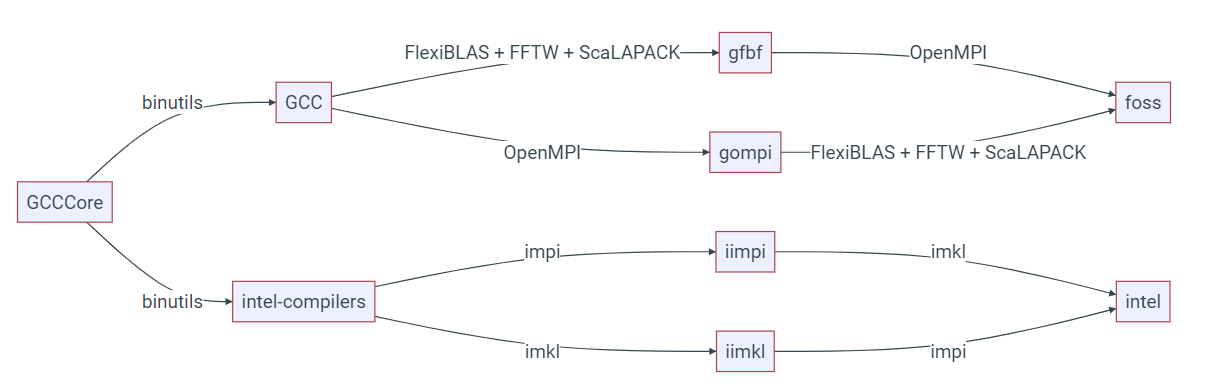 FlexiBLAS + FFTW + ScaLAPACK
gfbf
OpenMPI
binutils
GCC
foss
OpenMPI
gompi
FlexiBLAS + FFTW + ScaLAPACK
GCCCore
impi
iimpi
imkl
binutils
intel-compilers
intel
imkl
iimkl
impi